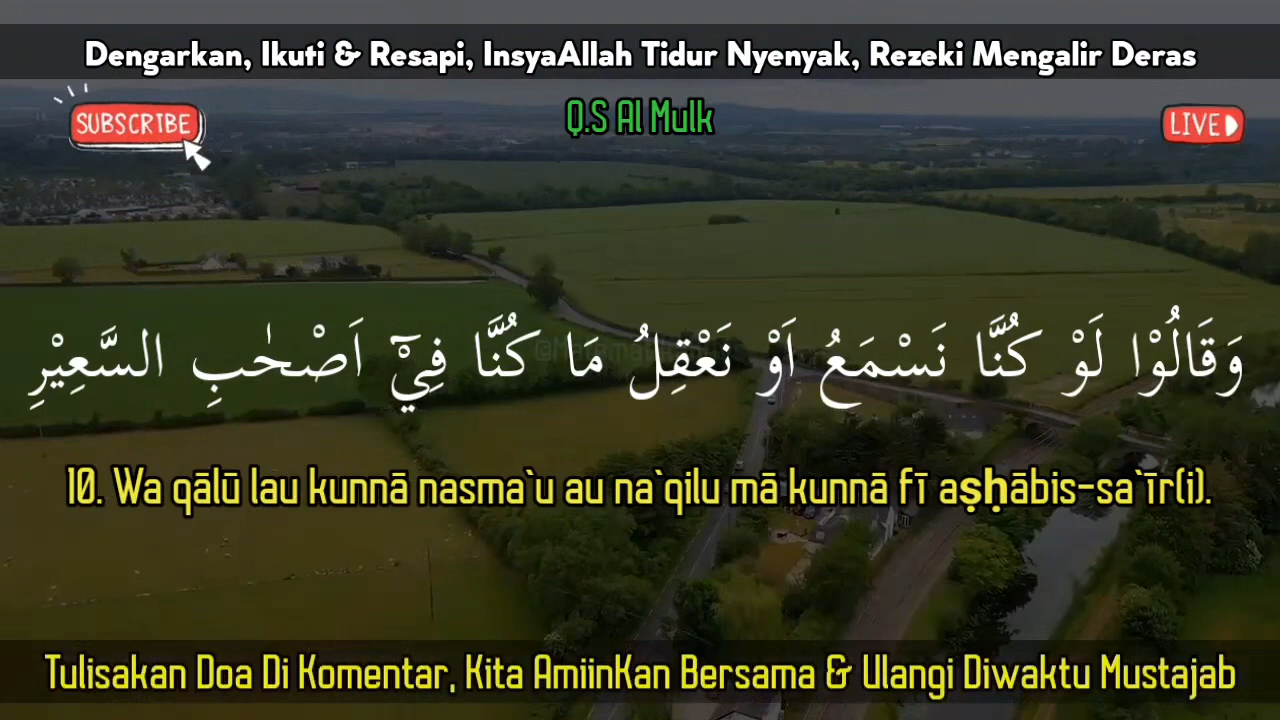 Dengarkan, Ikuti & Resapi, InsyaAllah Tidur Nyenyak, Rezeki Mengalir Deras
SUBSCRIBE
Q.S Al Mulk
LIVE
وَقَالُوْا لَوْ كُنَّا نَسْمَعُ اَوْ نَعْقِلُ مَا كُنَّا فِيْٓ اَصْحٰبِ السَّعِيْرِ
10. Wa qālū lau kunnā nasma`u au na`qilu mā kunnā fī aṣḥābis-sa`īr(i).
Tulisakan Doa Di Komentar, Kita AmiinKan Bersama & Ulangi Diwaktu Mustajab